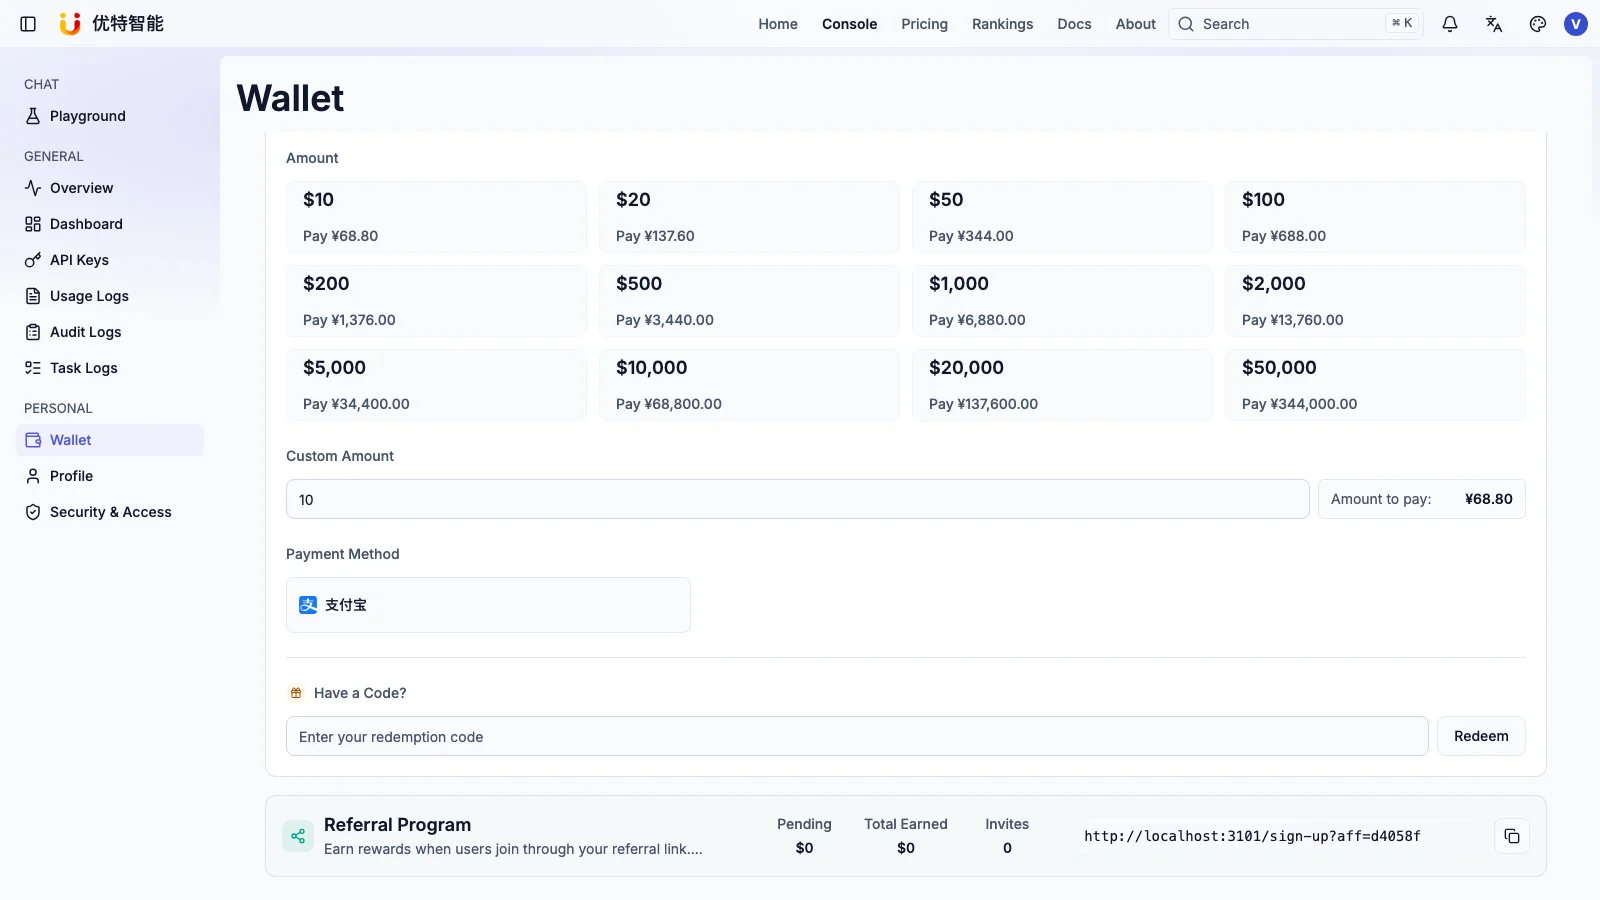 优特智能
Home
Console
Pricing
Rankings
Docs
About
Search
⌘ K
V
CHAT
Playground
GENERAL
Overview
Dashboard
API Keys
Usage Logs
Audit Logs
Task Logs
PERSONAL
Wallet
Profile
Security & Access
Wallet
Amount
$10
Pay ¥68.80
$20
Pay ¥137.60
$50
Pay ¥344.00
$100
Pay ¥688.00
$200
Pay ¥1,376.00
$500
Pay ¥3,440.00
$1,000
Pay ¥6,880.00
$2,000
Pay ¥13,760.00
$5,000
Pay ¥34,400.00
$10,000
Pay ¥68,800.00
$20,000
Pay ¥137,600.00
$50,000
Pay ¥344,000.00
Custom Amount
10
Amount to pay: ¥68.80
Payment Method
支 支付宝
Have a Code?
Enter your redemption code
Redeem
Referral Program
Earn rewards when users join through your referral link....
Pending
$0
Total Earned
$0
Invites
0
http://localhost:3101/sign-up?aff=d4058f